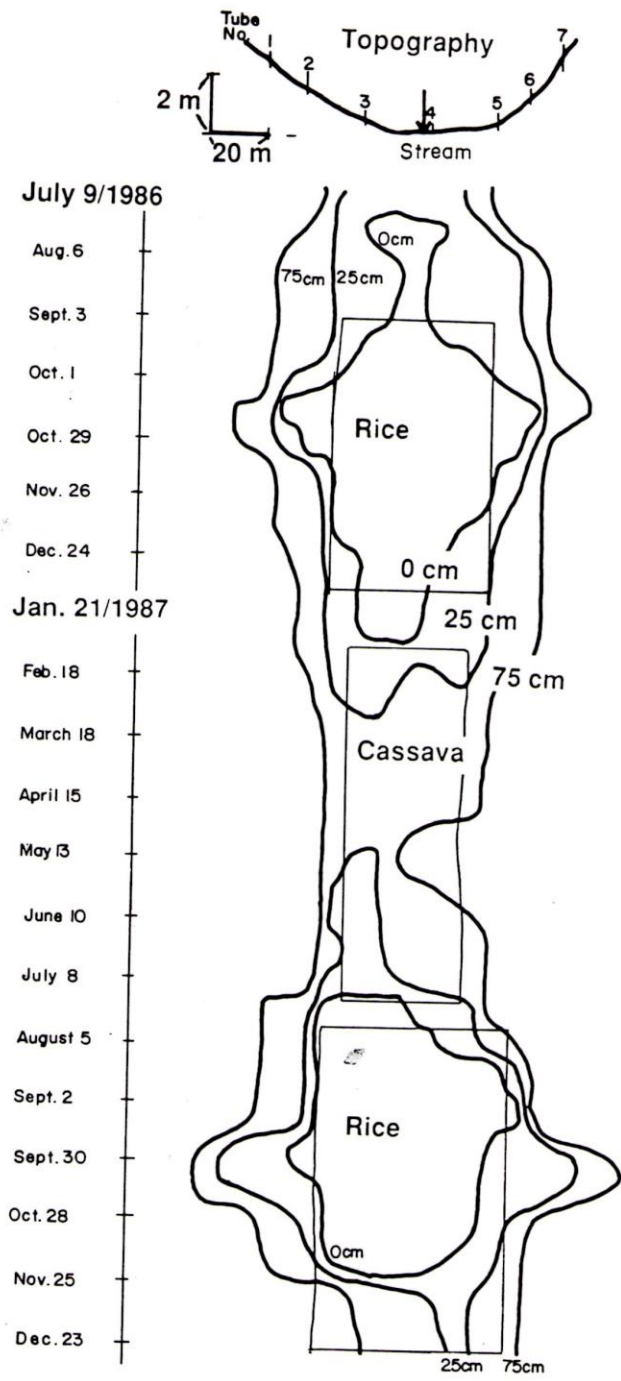 Tube
No. 1 Topography 7
2 6
3 4 5
2 m
20 m
Stream
July 9/1986
Aug. 6
0cm
75cm 25cm
Sept. 3
Oct. 1
Rice
Oct. 29
Nov. 26
Dec. 24
0 cm
Jan. 21/1987
25 cm
Feb. 18
75 cm
March 18
Cassava
April 15
May 13
June 10
July 8
August 5
Sept. 2
Rice
Sept. 30
Oct. 28
0cm
Nov. 25
Dec. 23
25cm 75cm